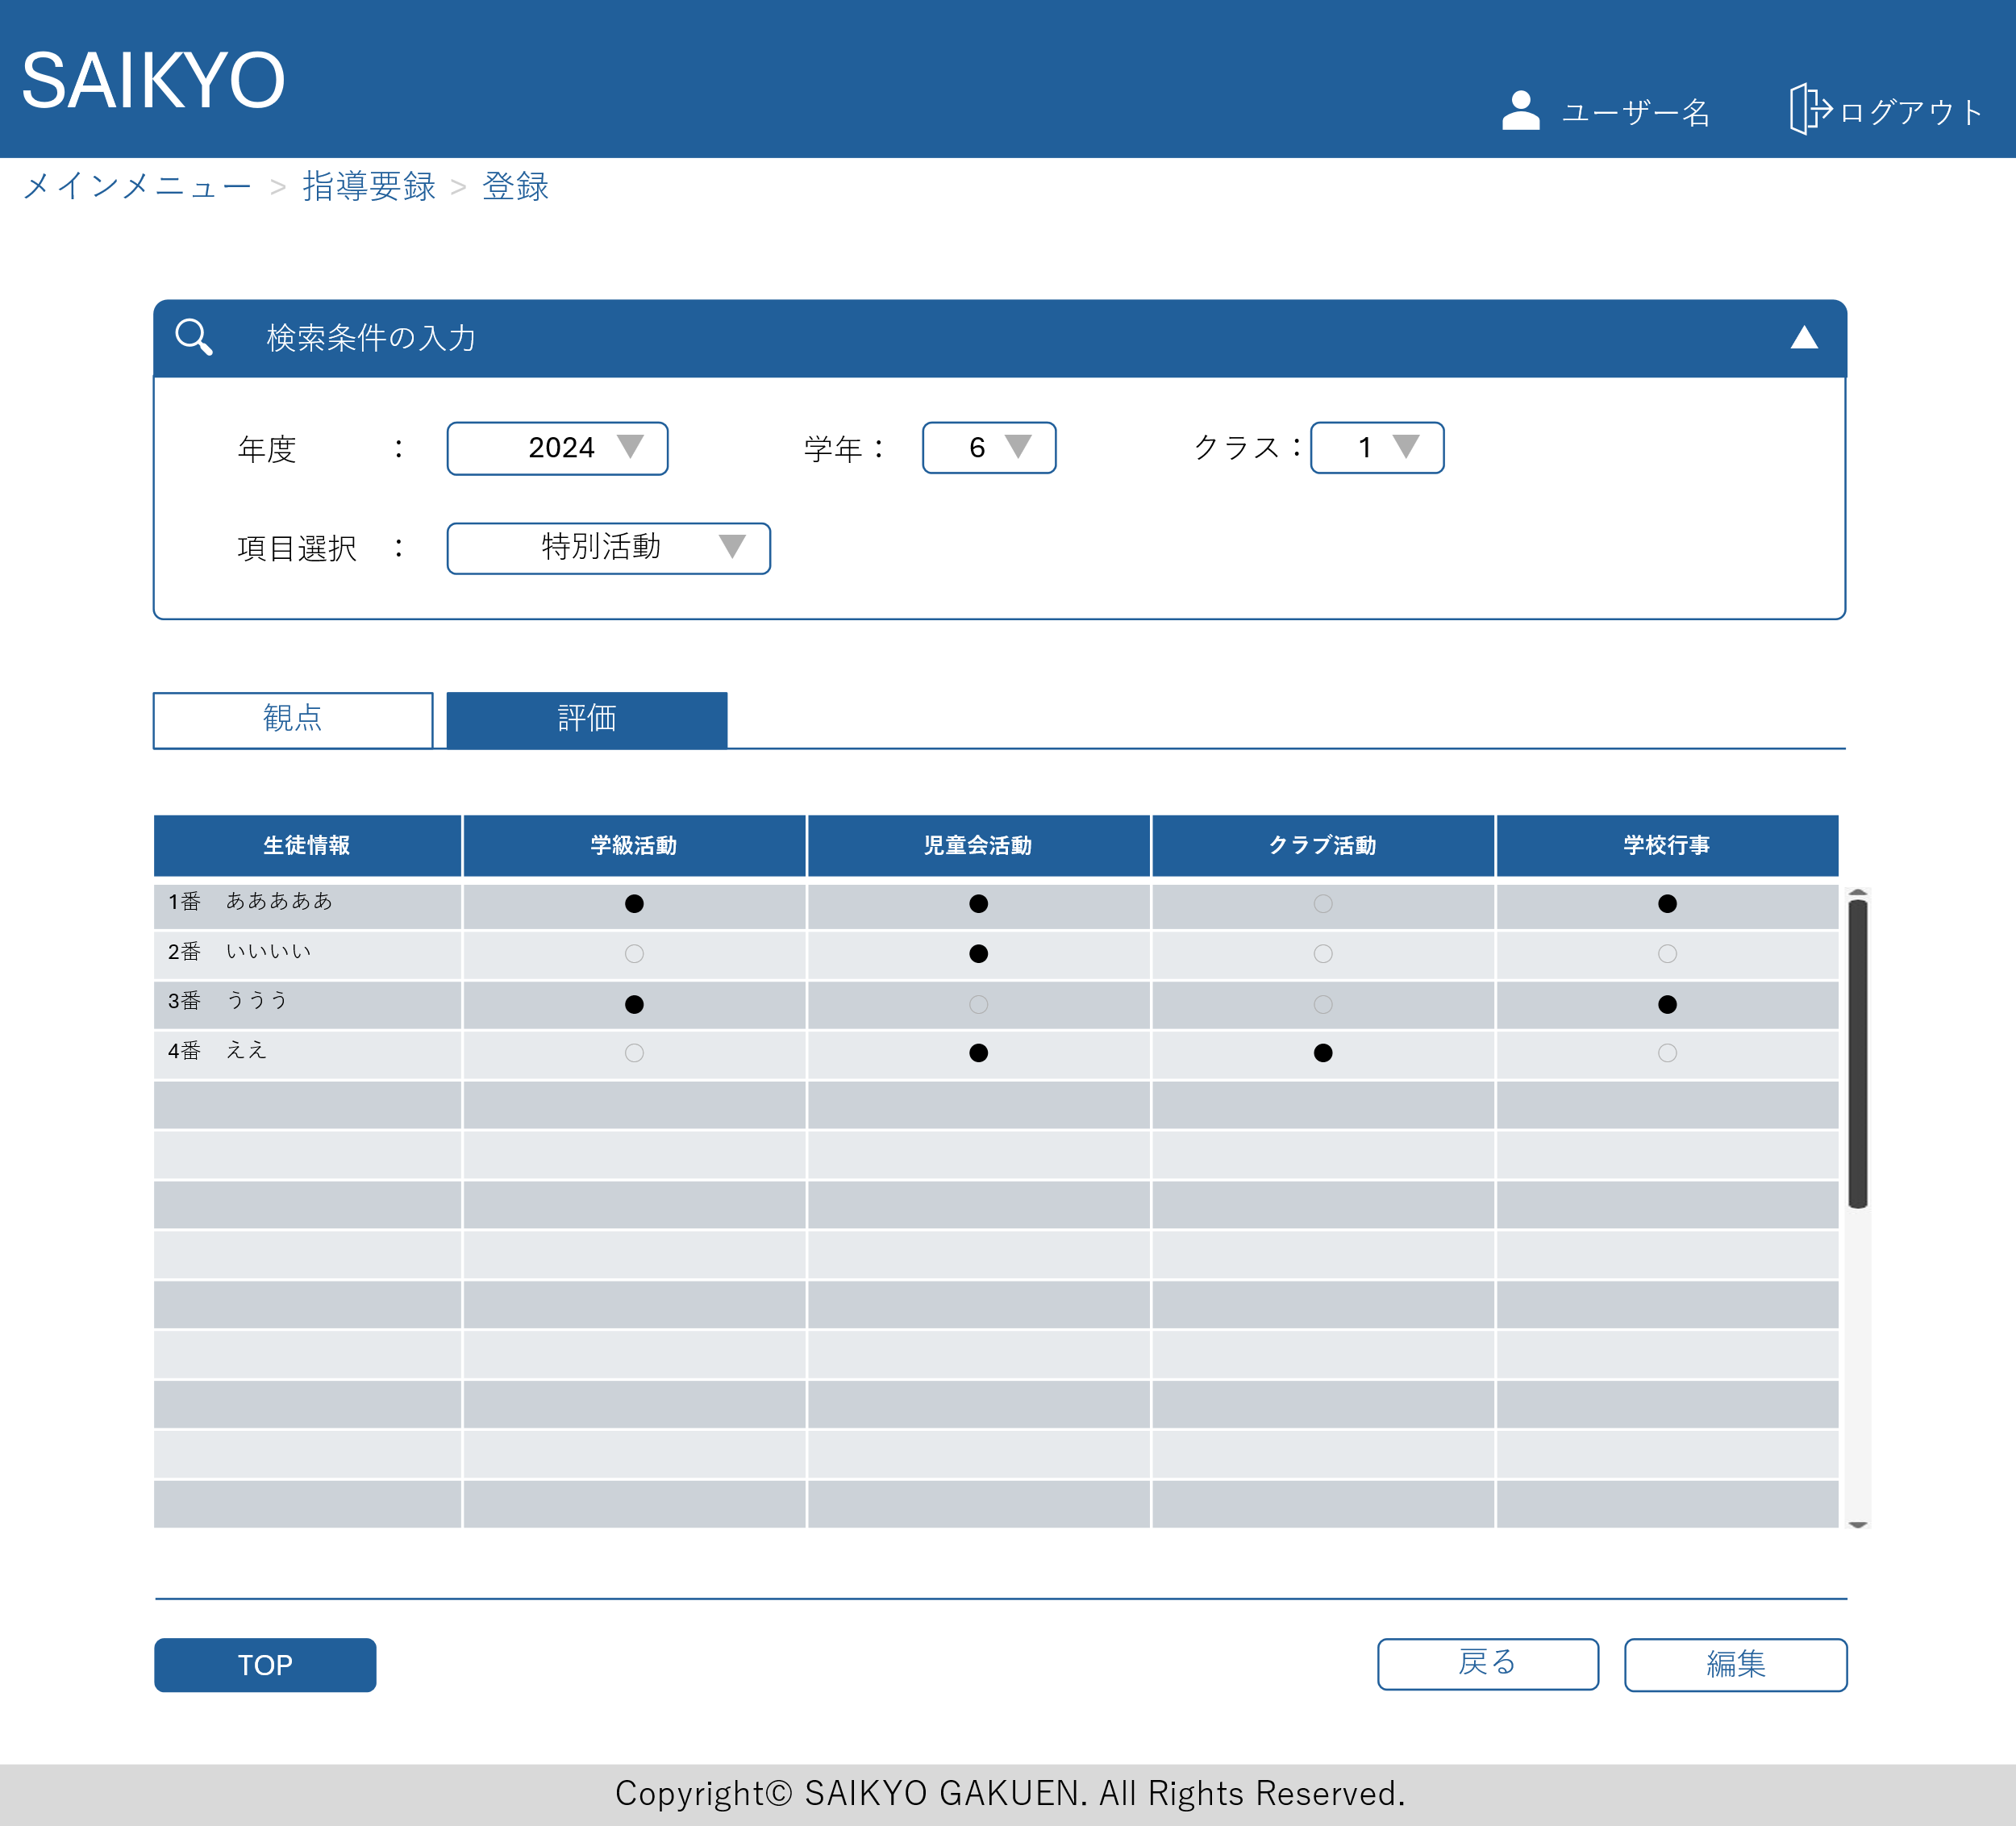 SAIKYO
ユーザー名 ログアウト
メインメニュー > 指導要録 > 登録
検索条件の入力
年度 : 2024 学年： 6 クラス： 1
項目選択 : 特別活動
観点 評価
生徒情報 学級活動 児童会活動 クラブ活動 学校行事
1番 あああああ
2番 いいいい
3番 ううう
4番 ええ
TOP 戻る 編集
Copyright© SAIKYO GAKUEN. All Rights Reserved.